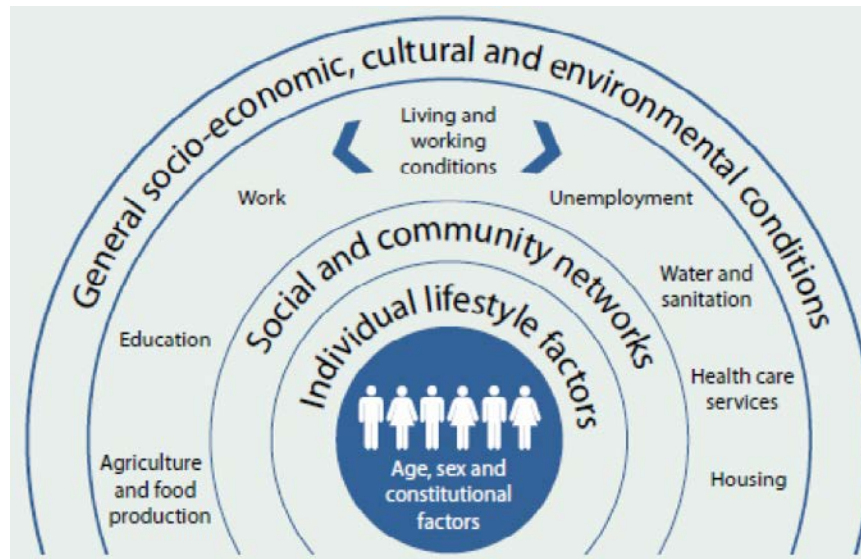 General socio-economic, cultural and environmental conditions
Living and
working
conditions
Work
Unemployment
Social and community networks
Water and
sanitation
Individual lifestyle factors
Education
Health care
services
Agriculture
and food
production
Age, sex and
constitutional
factors
Housing